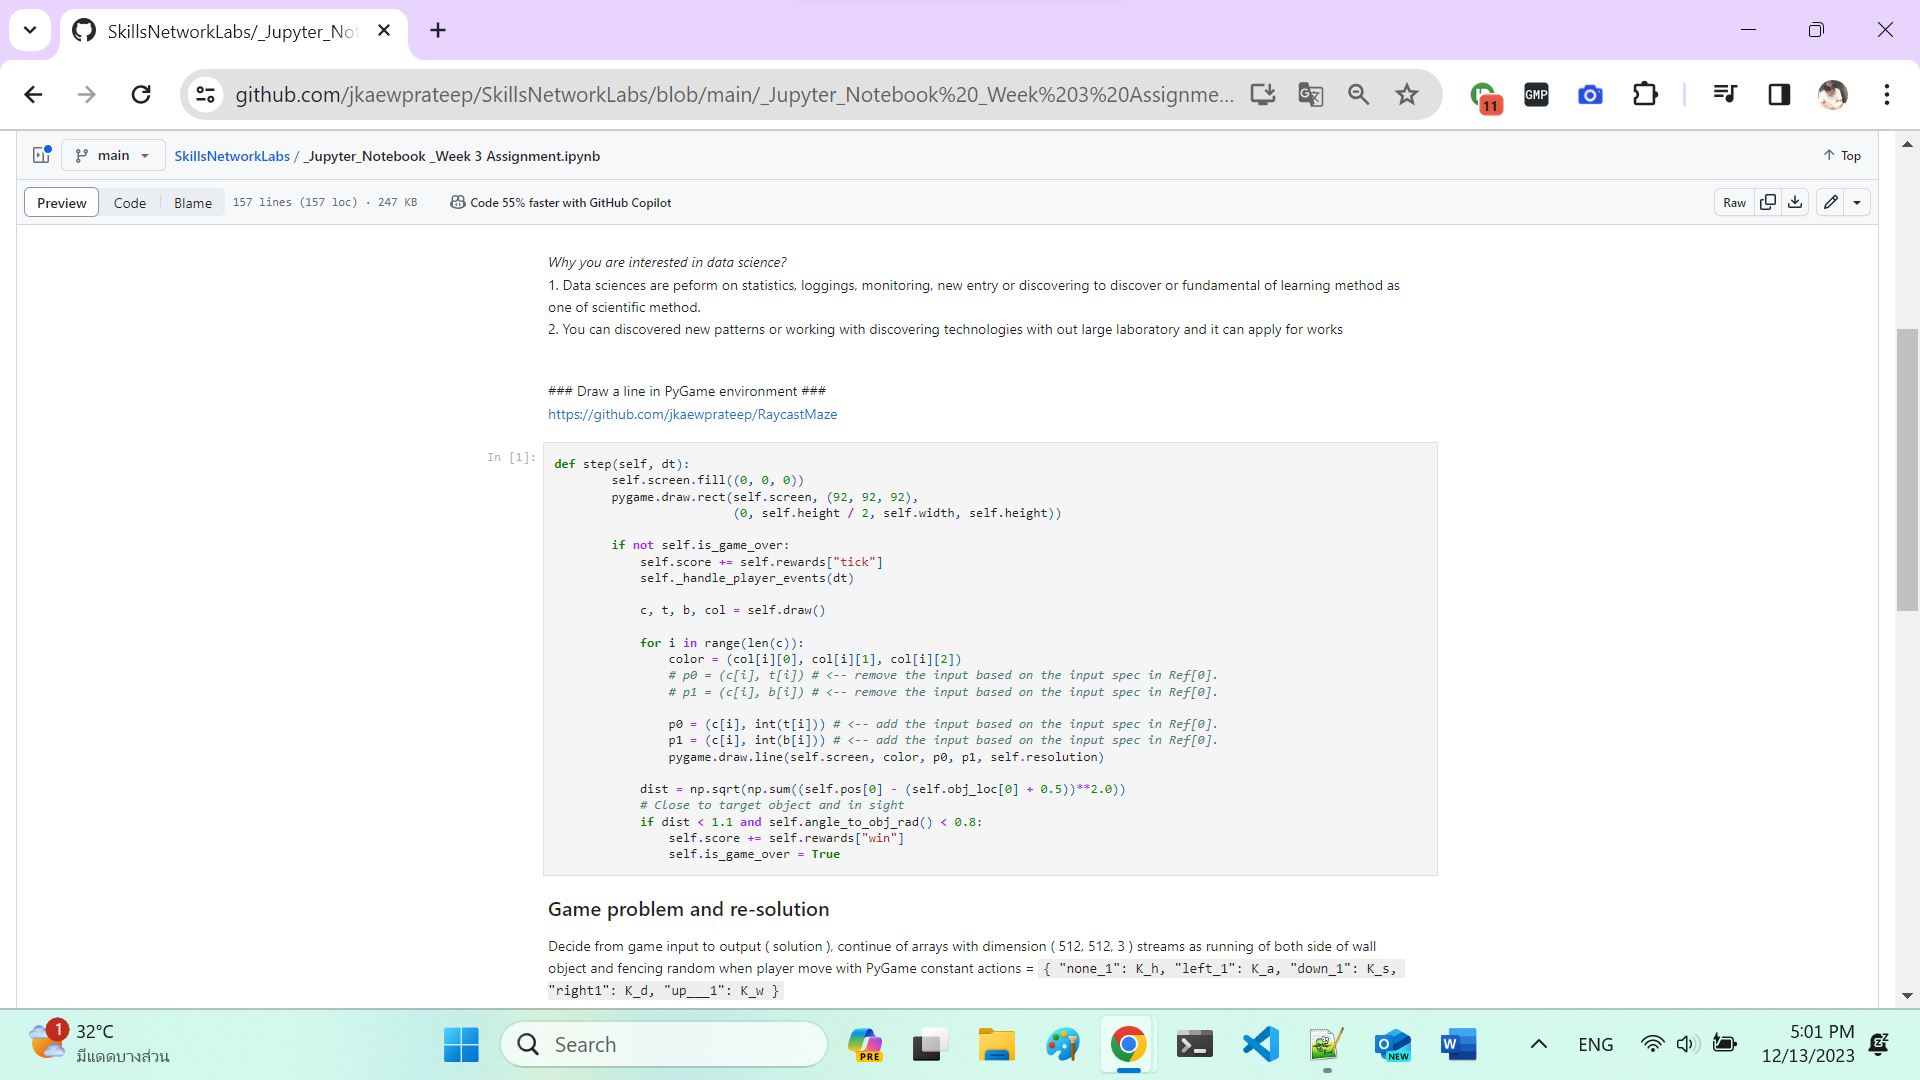 SkillsNetworkLabs/_Jupyter_Not
github.com/jkaewprateep/SkillsNetworkLabs/blob/main/_Jupyter_Notebook%20_Week%203%20Assignme...
11
GMP
main
SkillsNetworkLabs / _Jupyter_Notebook _Week 3 Assignment.ipynb
Top
Preview
Code
Blame
157 lines (157 loc) · 247 KB
Code 55% faster with GitHub Copilot
Raw
Why you are interested in data science?
1. Data sciences are peform on statistics, loggings, monitoring, new entry or discovering to discover or fundamental of learning method as
one of scientific method.
2. You can discovered new patterns or working with discovering technologies with out large laboratory and it can apply for works
### Draw a line in PyGame environment ###
https://github.com/jkaewprateep/RaycastMaze
In [1]:
def step(self, dt):
self.screen.fill((0, 0, 0))
pygame.draw.rect(self.screen, (92, 92, 92),
(0, self.height / 2, self.width, self.height))
if not self.is_game_over:
self.score += self.rewards["tick"]
self._handle_player_events(dt)
c, t, b, col = self.draw()
for i in range(len(c)):
color = (col[i][0], col[i][1], col[i][2])
# p0 = (c[i], t[i]) # <-- remove the input based on the input spec in Ref[0].
# p1 = (c[i], b[i]) # <-- remove the input based on the input spec in Ref[0].
p0 = (c[i], int(t[i])) # <-- add the input based on the input spec in Ref[0].
p1 = (c[i], int(b[i])) # <-- add the input based on the input spec in Ref[0].
pygame.draw.line(self.screen, color, p0, p1, self.resolution)
dist = np.sqrt(np.sum((self.pos[0] - (self.obj_loc[0] + 0.5))**2.0))
# Close to target object and in sight
if dist < 1.1 and self.angle_to_obj_rad() < 0.8:
self.score += self.rewards["win"]
self.is_game_over = True
Game problem and re-solution
Decide from game input to output ( solution ), continue of arrays with dimension ( 512, 512, 3 ) streams as running of both side of wall
object and fencing random when player move with PyGame constant actions = { "none_1": K_h, "left_1": K_a, "down_1": K_s,
"right1": K_d, "up___1": K_w }
1
32°C
มีแดดบางส่วน
Search
PRE
NEW
ENG
5:01 PM
12/13/2023